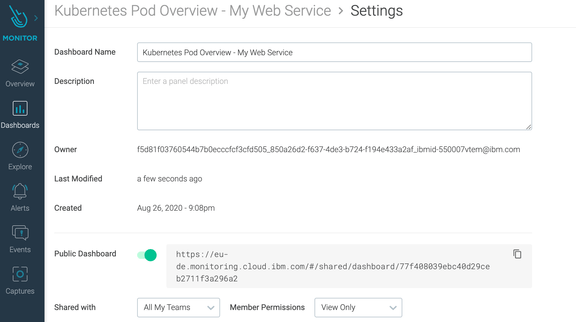 Kubernetes Pod Overview - My Web Service > Settings
MONITOR
Overview
Dashboards
Explore
Alerts
Events
Captures
Dashboard Name
Kubernetes Pod Overview - My Web Service
Description
Enter a panel description
Owner
f5d81f03760544b7b0ecccfcf3cfd505_850a26d2-f637-4de3-b724-f194e433a2af_ibmid-550007vtem@ibm.com
Last Modified
a few seconds ago
Created
Aug 26, 2020 - 9:08pm
Public Dashboard
https://eu-
de.monitoring.cloud.ibm.com/#/shared/dashboard/77f408039ebc40d29ce
b2711f3a296a2
Shared with
All My Teams
Member Permissions
View Only